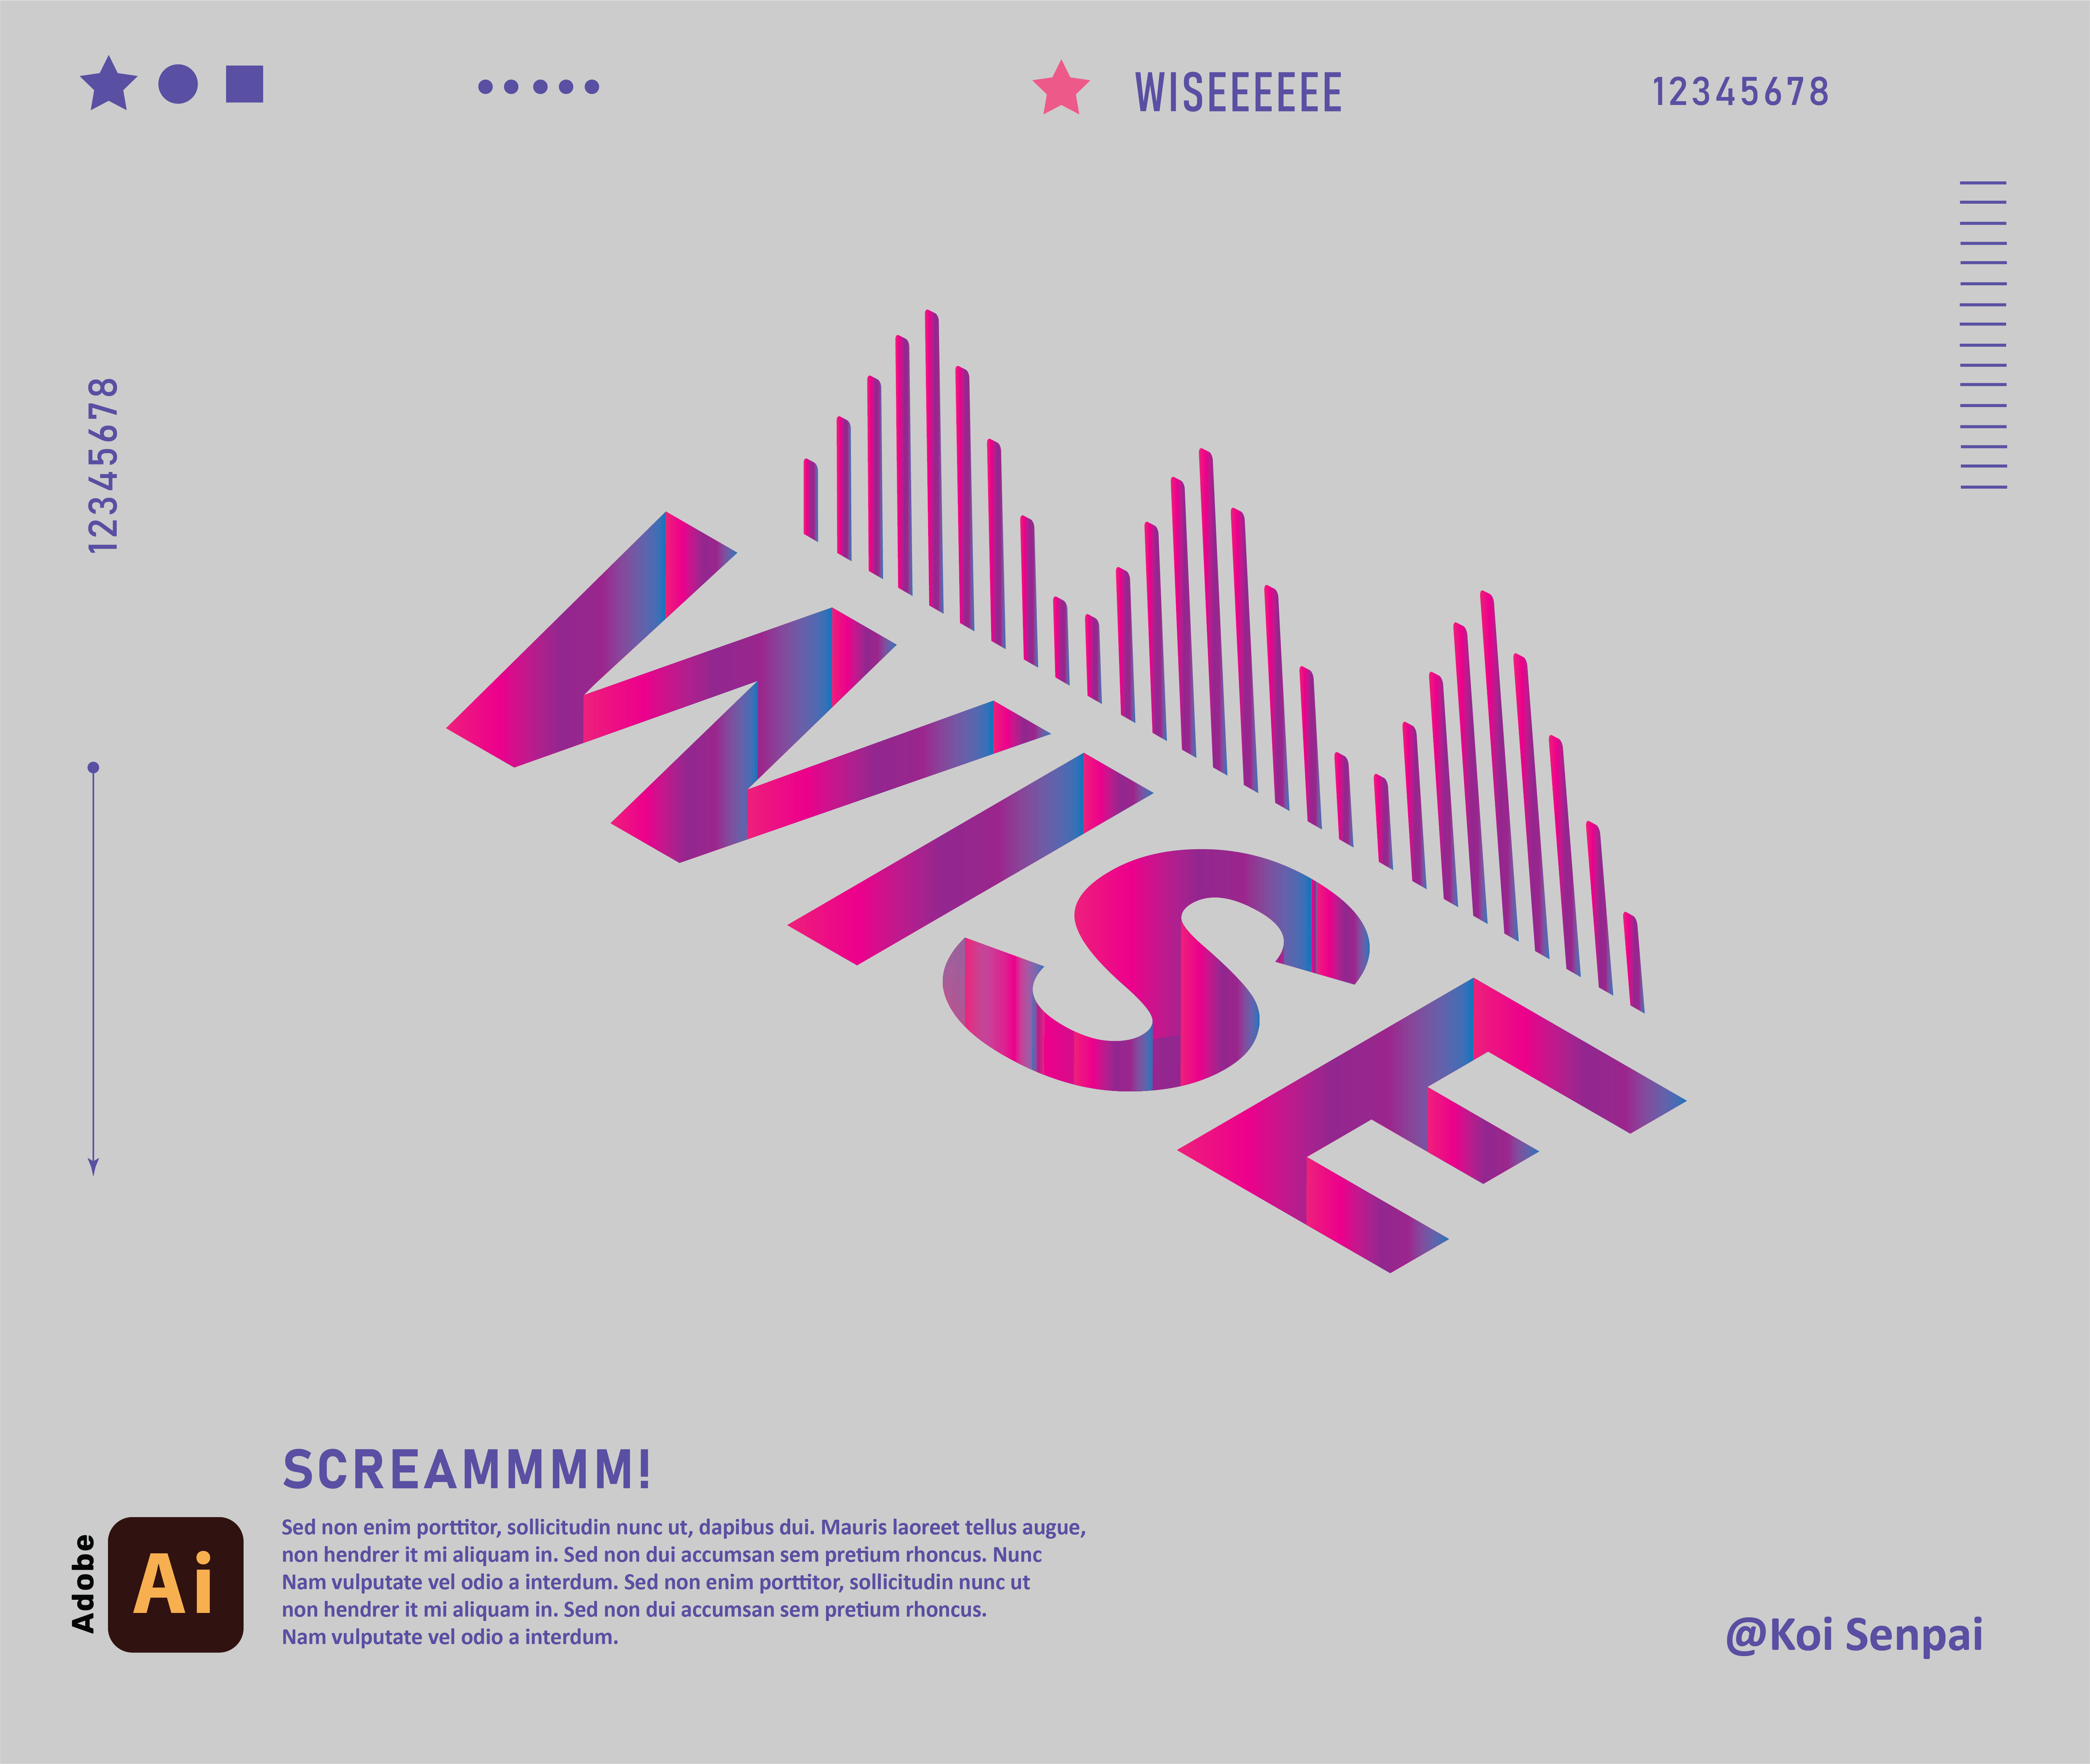 WISEEEEEE
12345678
12345678
WISE
SCREAMMMM!
Sed non enim porttitor, sollicitudin nunc ut, dapibus dui. Mauris laoreet tellus augue,
non hendrer it mi aliquam in. Sed non dui accumsan sem pretium rhoncus. Nunc
Nam vulputate vel odio a interdum. Sed non enim porttitor, sollicitudin nunc ut
non hendrer it mi aliquam in. Sed non dui accumsan sem pretium rhoncus.
Nam vulputate vel odio a interdum.
Adobe
Ai
@Koi Senpai